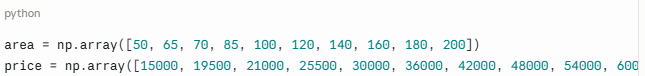 python
area = np.array([50, 65, 70, 85, 100, 120, 140, 160, 180, 200])
price = np.array([15000, 19500, 21000, 25500, 30000, 36000, 42000, 48000, 54000, 600